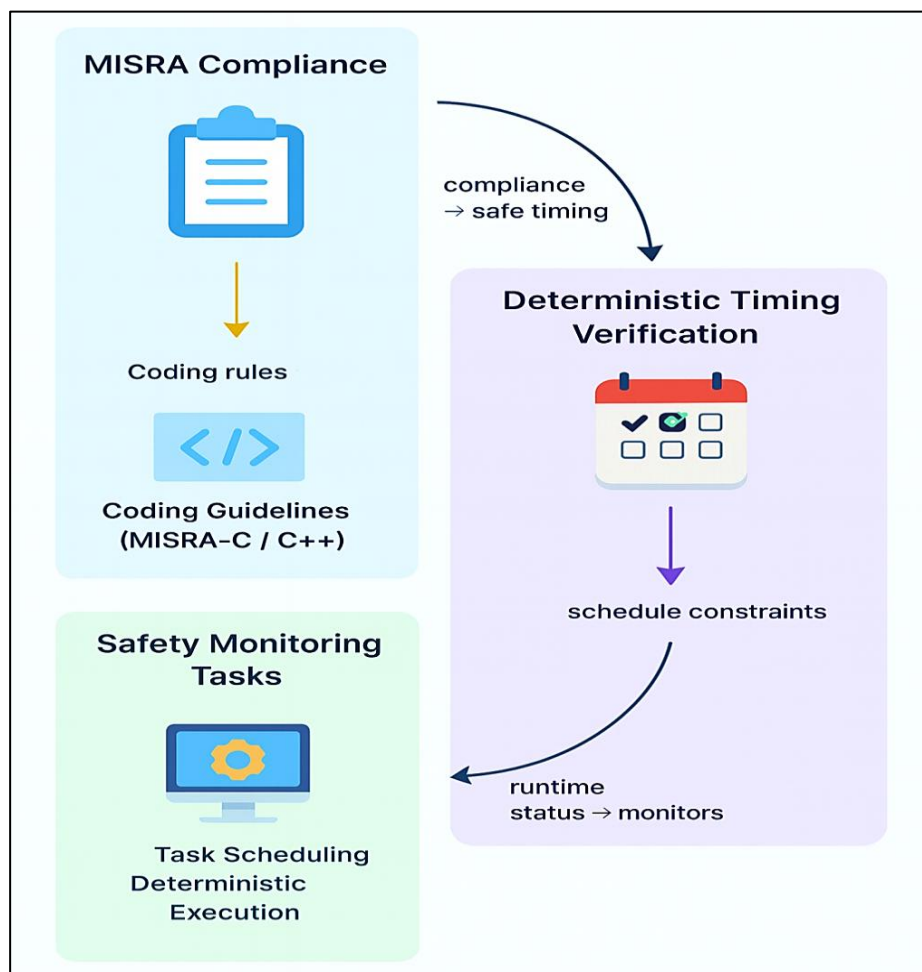 MISRA Compliance
compliance
→ safe timing
Coding rules
</>
Coding Guidelines
(MISRA-C / C++)
Deterministic Timing
Verification
schedule constraints
runtime
status → monitors
Safety Monitoring
Tasks
Task Scheduling
Deterministic
Execution